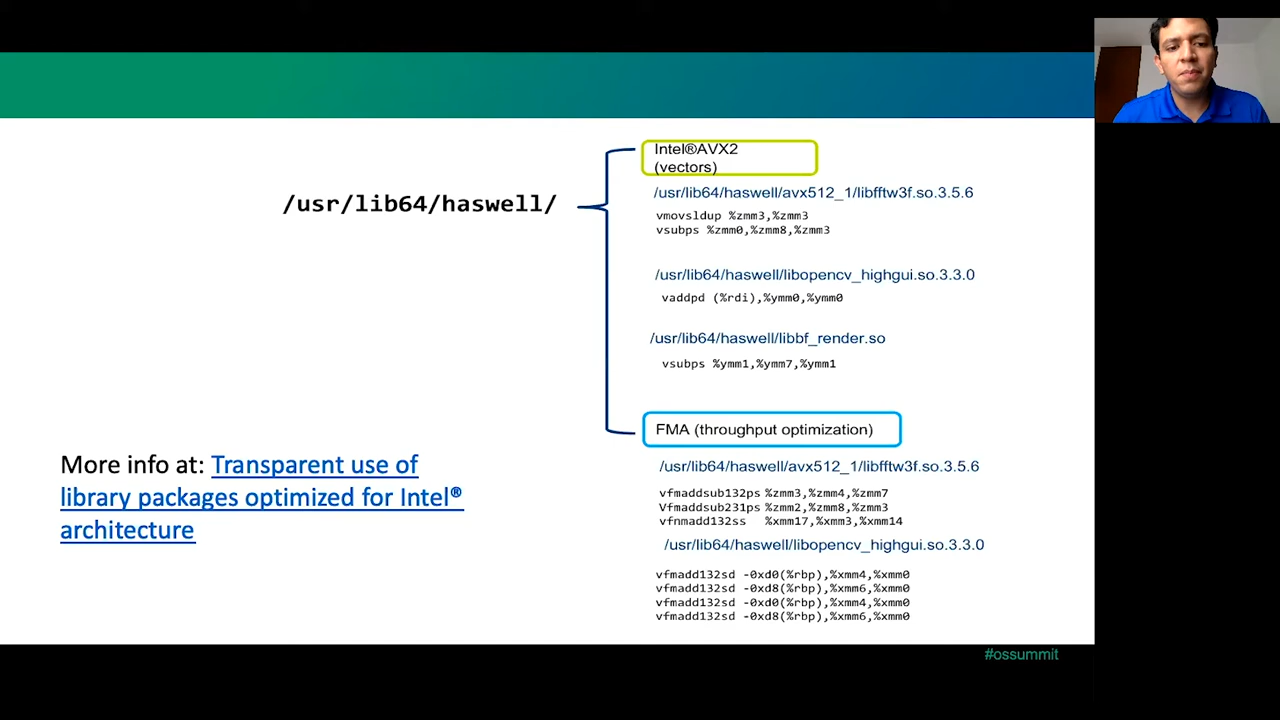 /usr/lib64/haswell/
Intel®AVX2
(vectors)
/usr/lib64/haswell/avx512_1/libfftw3f.so.3.5.6
vmovsldup %zmm3,%zmm3
vsubps %zmm0,%zmm8,%zmm3
/usr/lib64/haswell/libopencv_highgui.so.3.3.0
vaddpd (%rdi),%ymm0,%ymm0
/usr/lib64/haswell/libbf_render.so
vsubps %ymm1,%ymm7,%ymm1
FMA (throughput optimization)
/usr/lib64/haswell/avx512_1/libfftw3f.so.3.5.6
vfmaddsub132ps %zmm3,%zmm4,%zmm7
Vfmaddsub231ps %zmm2,%zmm8,%zmm3
vfnmadd132ss %xmm17,%xmm3,%xmm14
/usr/lib64/haswell/libopencv_highgui.so.3.3.0
vfmadd132sd -0xd0(%rbp),%xmm4,%xmm0
vfmadd132sd -0xd8(%rbp),%xmm6,%xmm0
vfmadd132sd -0xd0(%rbp),%xmm4,%xmm0
vfmadd132sd -0xd8(%rbp),%xmm6,%xmm0
More info at: Transparent use of
library packages optimized for Intel®
architecture
#ossummit